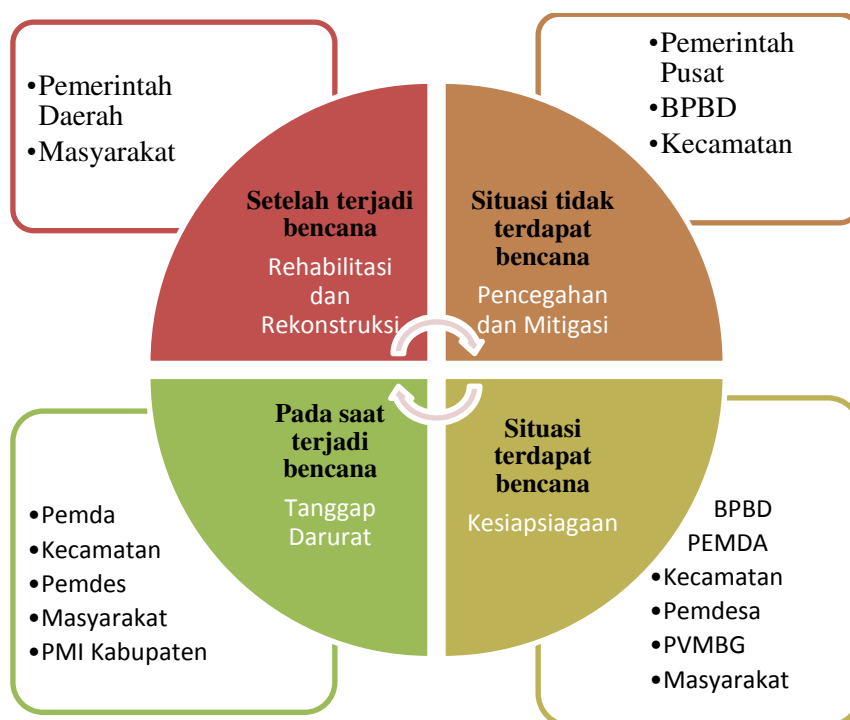 •Pemerintah
Daerah
•Masyarakat
•Pemerintah
Pusat
•BPBD
•Kecamatan
Setelah terjadi
bencana
Rehabilitasi
dan
Rekonstruksi
Situasi tidak
terdapat
bencana
Pencegahan
dan Mitigasi
Pada saat
terjadi
bencana
Tanggap
Darurat
Situasi
terdapat
bencana
Kesiapsiagaan
•Pemda
•Kecamatan
•Pemdes
•Masyarakat
•PMI Kabupaten
BPBD
PEMDA
•Kecamatan
•Pemdesa
•PVMBG
•Masyarakat